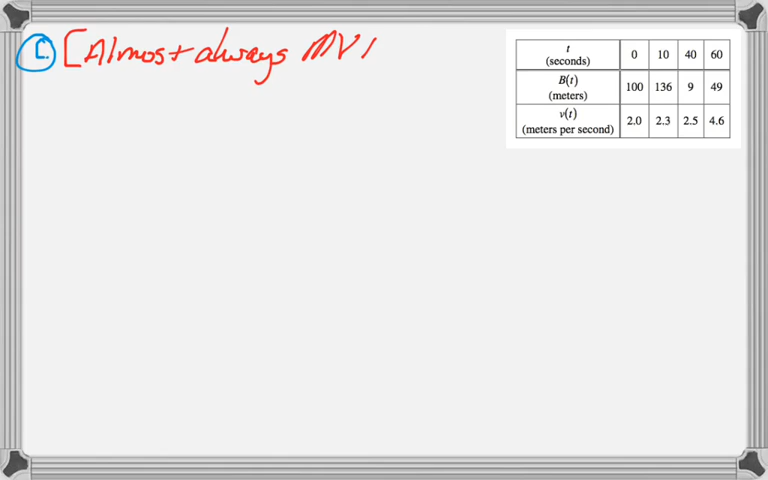 C. [Almost always MV
t (seconds) 0 10 40 60
B(t) (meters) 100 136 9 49
v(t) (meters per second) 2.0 2.3 2.5 4.6